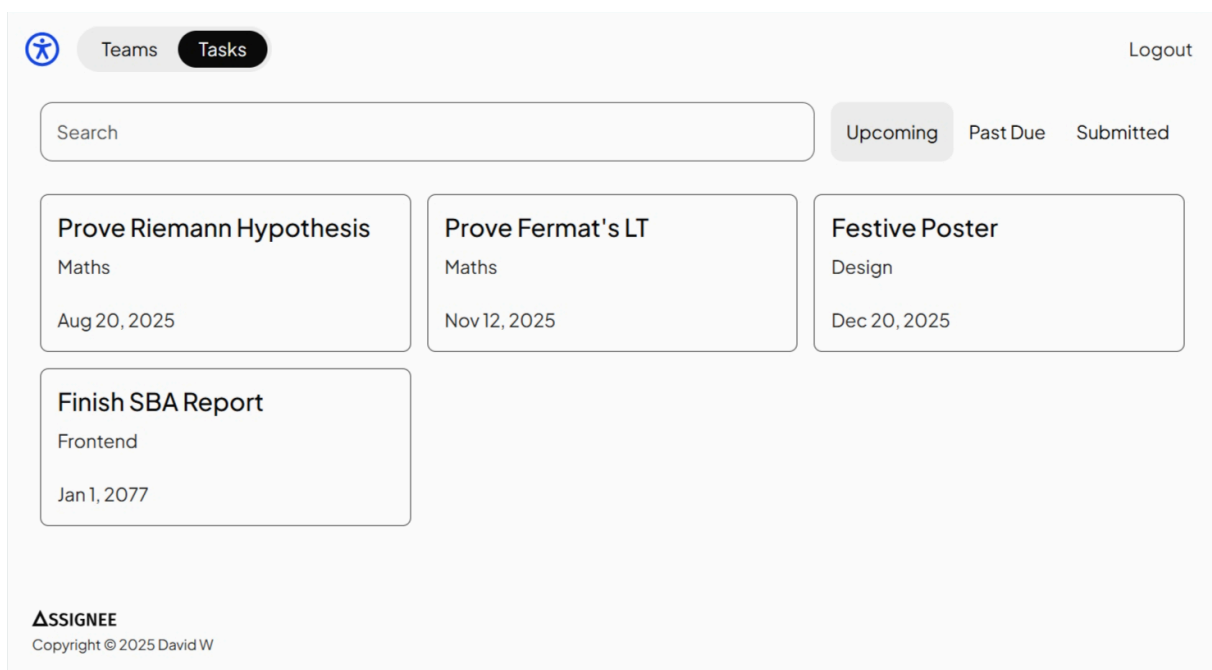 Teams
Tasks
Logout
Search
Upcoming
Past Due
Submitted
Prove Riemann Hypothesis
Maths
Aug 20, 2025
Prove Fermat's LT
Maths
Nov 12, 2025
Festive Poster
Design
Dec 20, 2025
Finish SBA Report
Frontend
Jan 1, 2077
ASSIGNEE
Copyright © 2025 David W